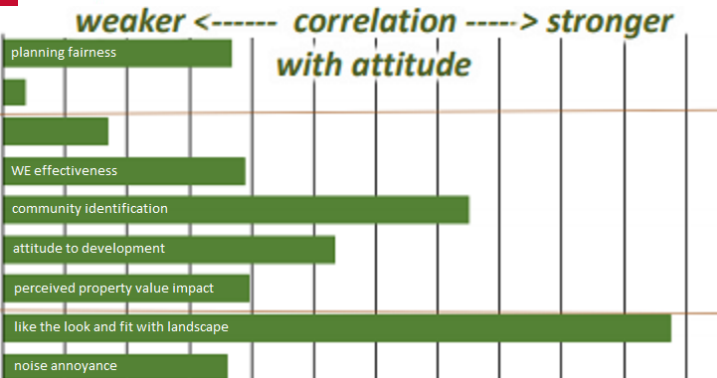 weaker <------ correlation -----> stronger
with attitude
planning fairness
WE effectiveness
community identification
attitude to development
perceived property value impact
like the look and fit with landscape
noise annoyance